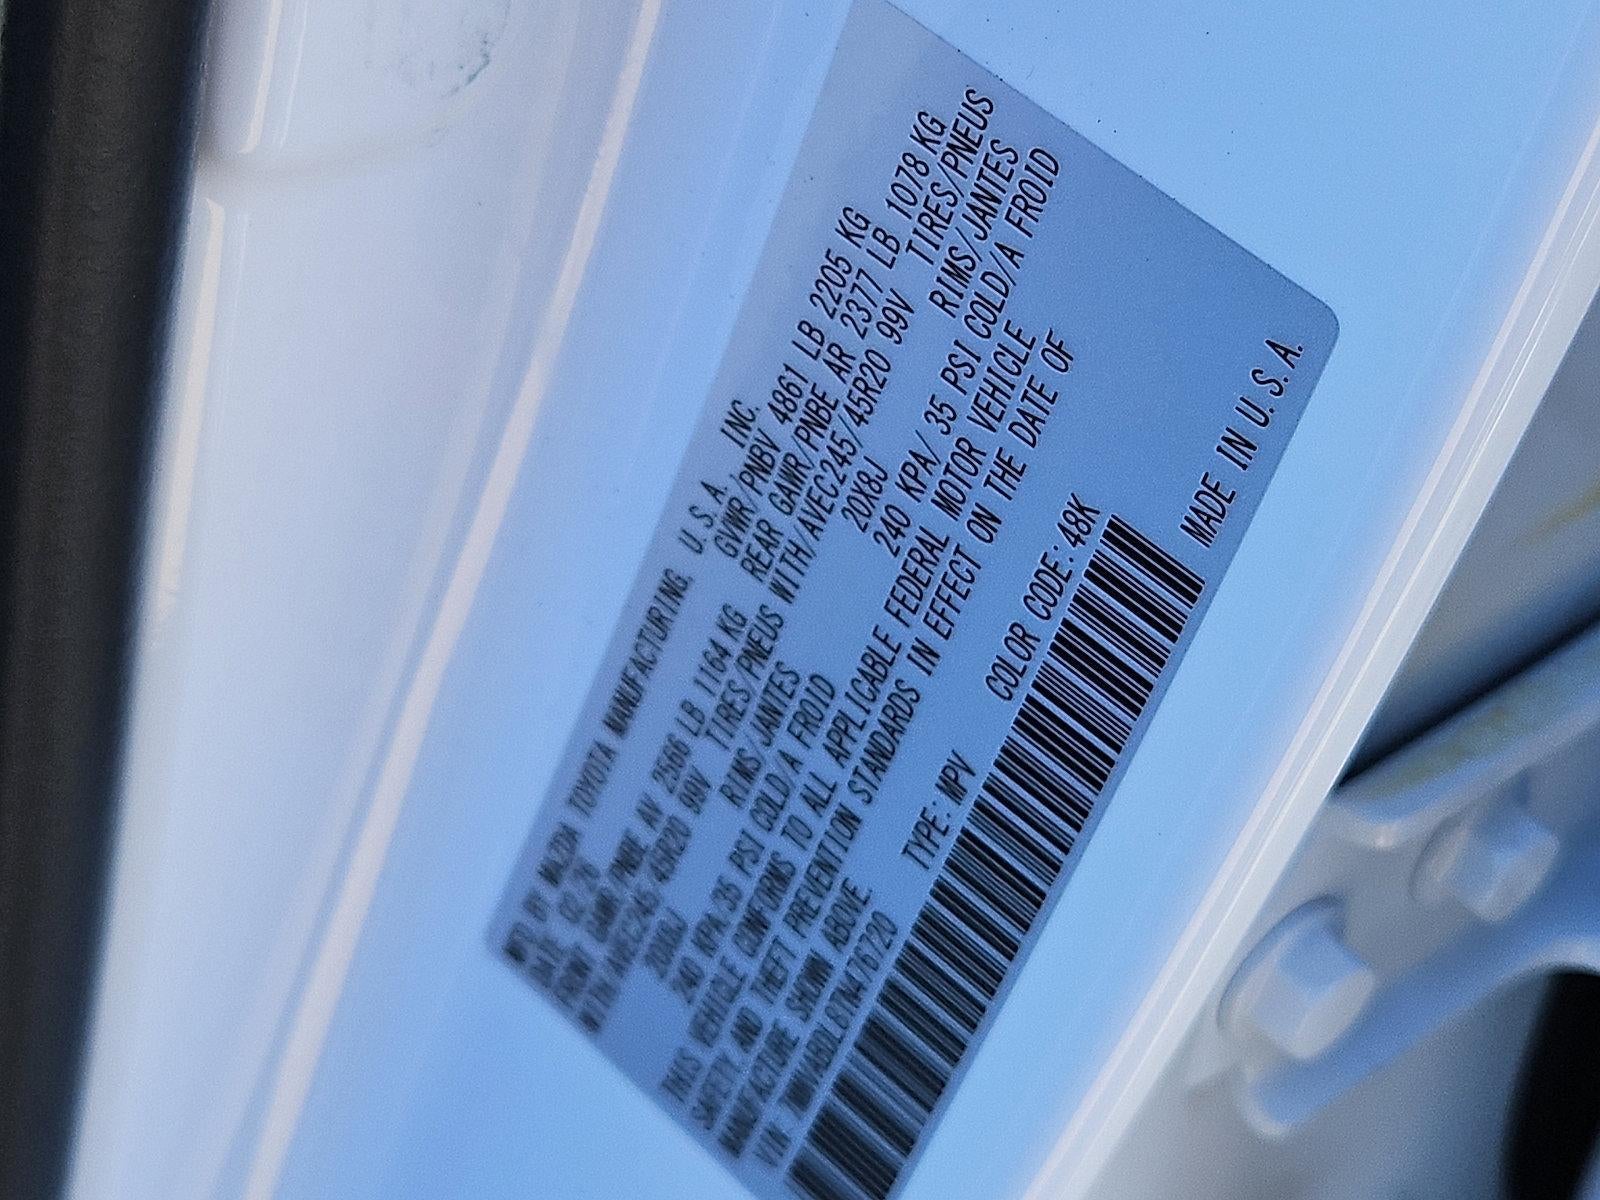 MFD BY MAZDA TOYOTA MANUFACTURING, U.S.A. INC.
DATE: 02/26 GVWR/PNBV 4861 LB 2205 KG
FRONT GAWR/PNBE AV 2566 LB 1164 KG REAR GAWR/PNBE AR 2377 LB 1078 KG
WITH/AVEC245/45R20 99V TIRES/PNEUS WITH/AVEC245/45R20 99V TIRES/PNEUS
20X8J RIMS/JANTES 20X8J RIMS/JANTES
240 KPA/35 PSI COLD/A FROID 240 KPA/ 35 PSI COLD/A FROID
THIS VEHICLE CONFORMS TO ALL APPLICABLE FEDERAL MOTOR VEHICLE
SAFETY AND THEFT PREVENTION STANDARDS IN EFFECT ON THE DATE OF
MANUFACTURE SHOWN ABOVE.
VIN: TYPE: MPV COLOR CODE: 48K
MADE IN U.S.A.